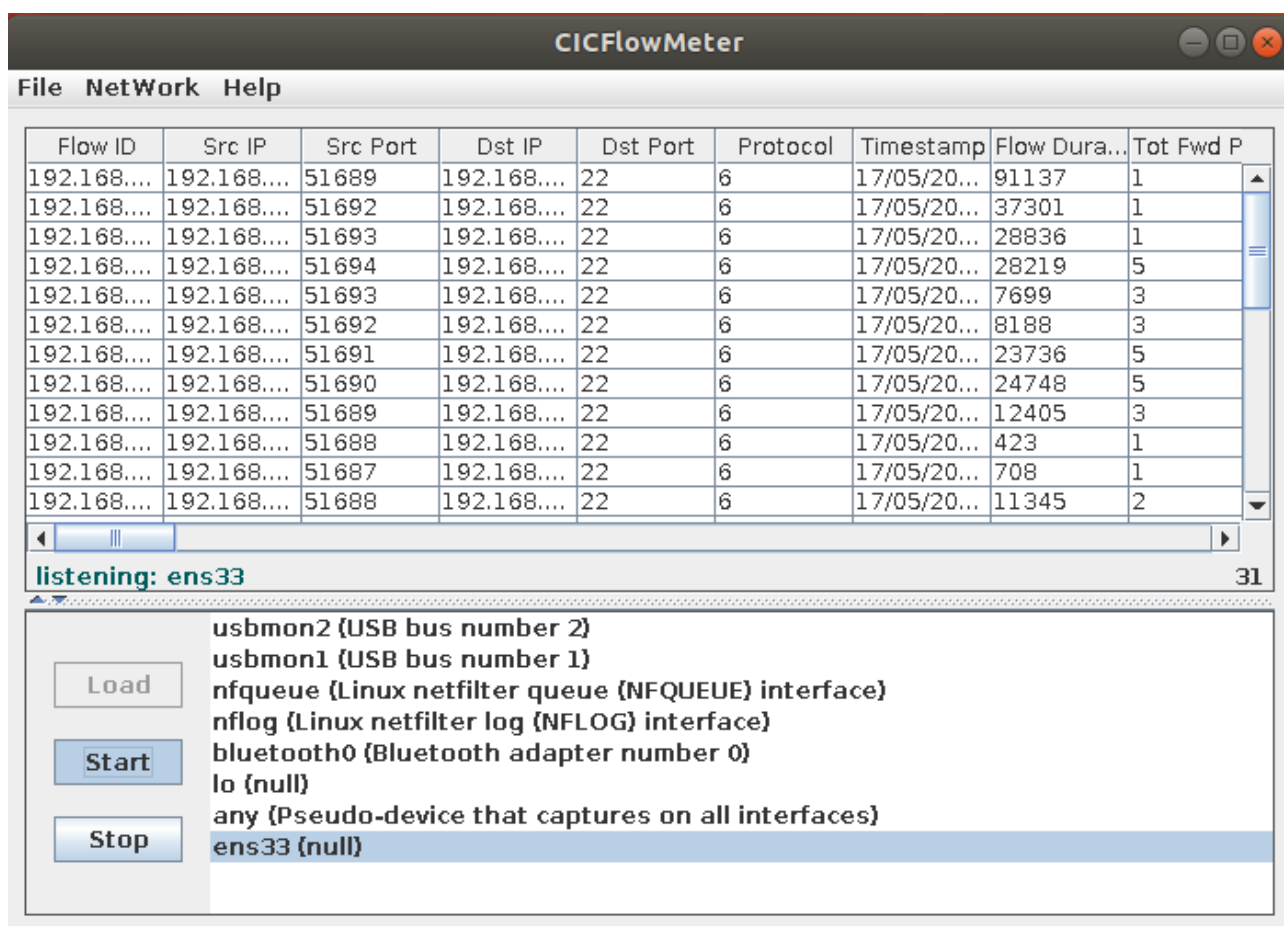 CICFlowMeter
File NetWork Help
Flow ID Src IP Src Port Dst IP Dst Port Protocol Timestamp Flow Dura... Tot Fwd P
192.168.... 192.168.... 51689 192.168.... 22 6 17/05/20... 91137 1
192.168.... 192.168.... 51692 192.168.... 22 6 17/05/20... 37301 1
192.168.... 192.168.... 51693 192.168.... 22 6 17/05/20... 28836 1
192.168.... 192.168.... 51694 192.168.... 22 6 17/05/20... 28219 5
192.168.... 192.168.... 51693 192.168.... 22 6 17/05/20... 7699 3
192.168.... 192.168.... 51692 192.168.... 22 6 17/05/20... 8188 3
192.168.... 192.168.... 51691 192.168.... 22 6 17/05/20... 23736 5
192.168.... 192.168.... 51690 192.168.... 22 6 17/05/20... 24748 5
192.168.... 192.168.... 51689 192.168.... 22 6 17/05/20... 12405 3
192.168.... 192.168.... 51688 192.168.... 22 6 17/05/20... 423 1
192.168.... 192.168.... 51687 192.168.... 22 6 17/05/20... 708 1
192.168.... 192.168.... 51688 192.168.... 22 6 17/05/20... 11345 2
listening: ens33 31
Load
Start
Stop
usbmon2 (USB bus number 2)
usbmon1 (USB bus number 1)
nfqueue (Linux netfilter queue (NFQUEUE) interface)
nflog (Linux netfilter log (NFLOG) interface)
bluetooth0 (Bluetooth adapter number 0)
lo (null)
any (Pseudo-device that captures on all interfaces)
ens33 (null)